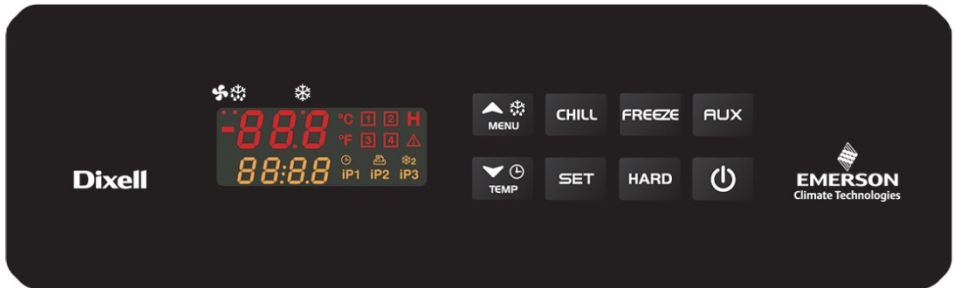 Dixell
-88.8 °C 1 2 H
°F 3 4
88:8.8 iP1 iP2 iP3
2
MENU
CHILL
FREEZE
AUX
TEMP
SET
HARD
EMERSON
Climate Technologies